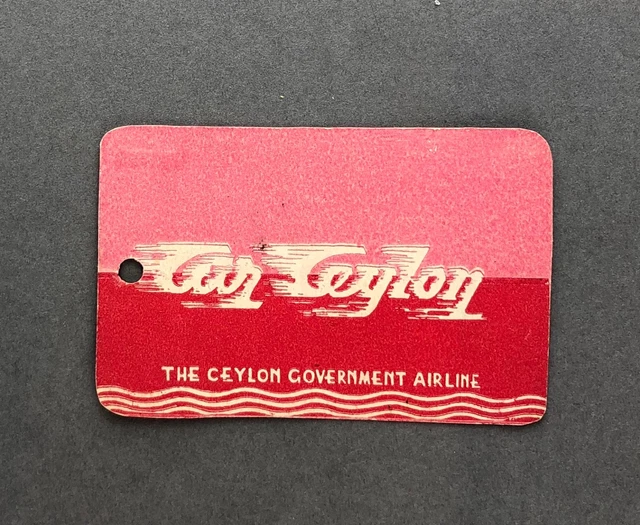 Air Ceylon
THE CEYLON GOVERNMENT AIRLINE